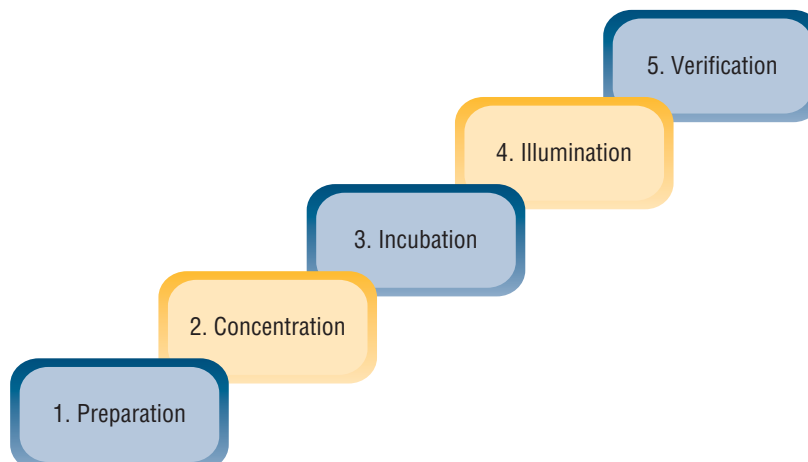 5. Verification
4. Illumination
3. Incubation
2. Concentration
1. Preparation